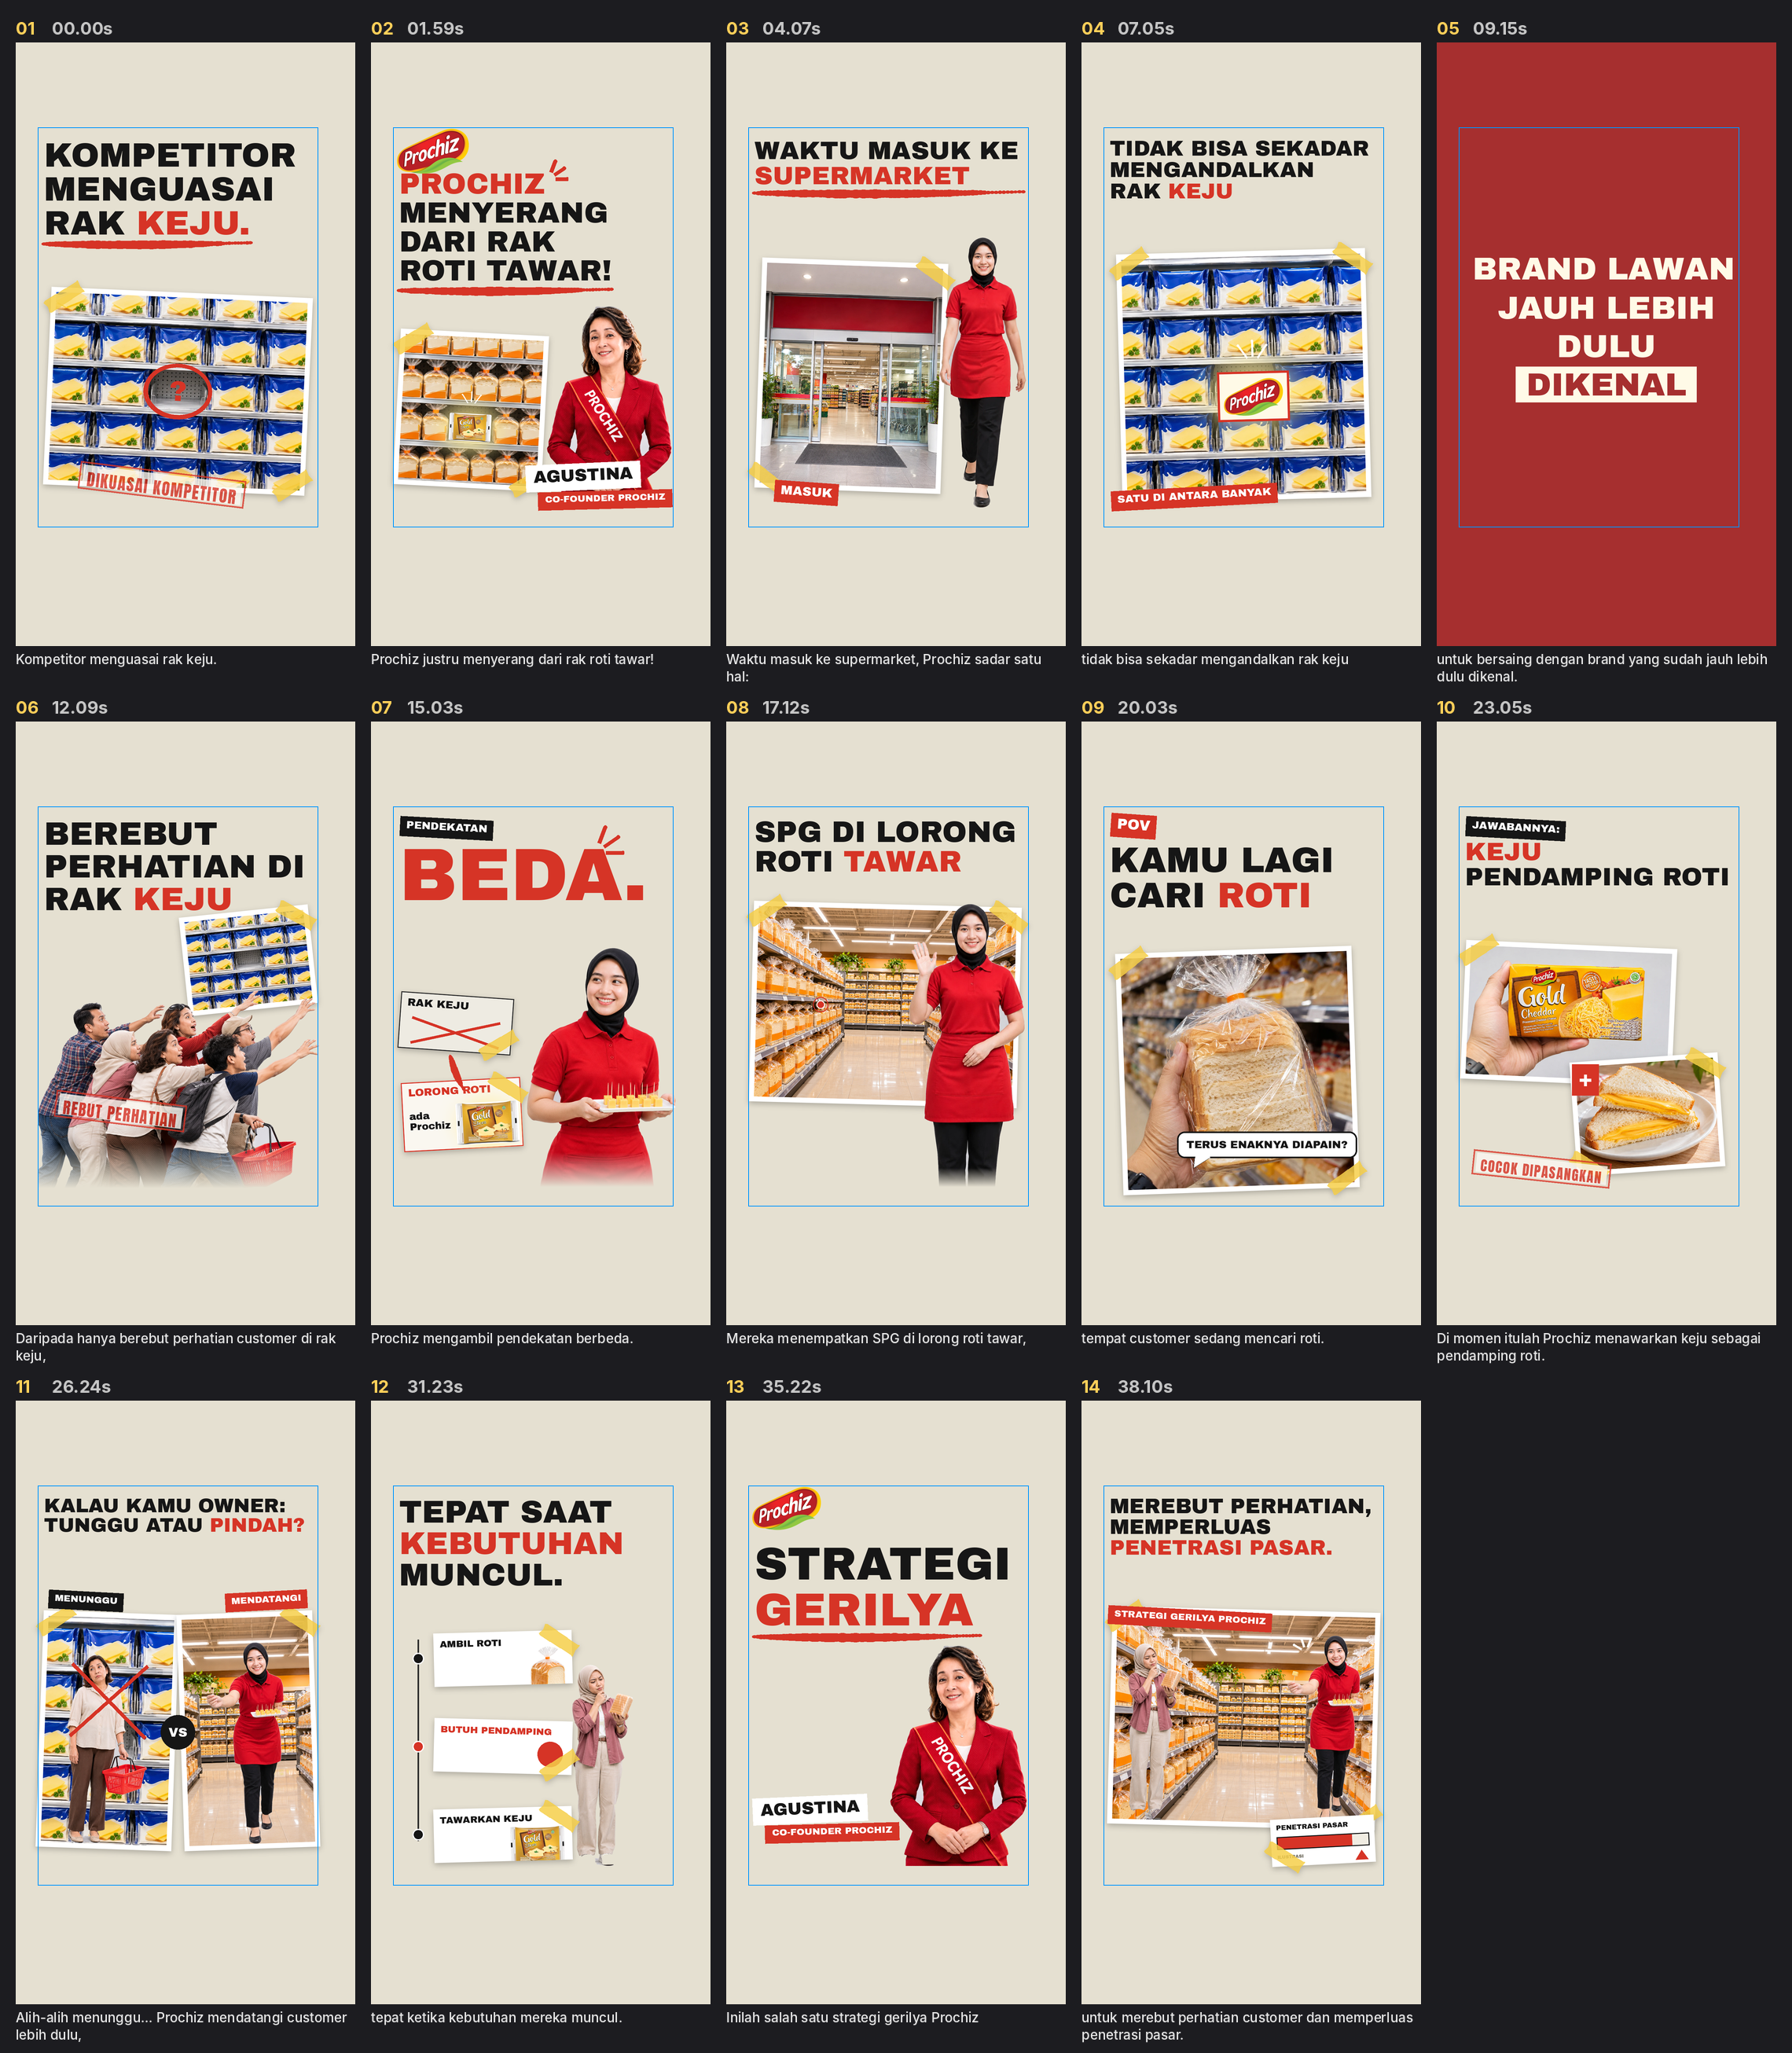 01 00.00s
KOMPETITOR
MENGUASAI
RAK KEJU.
?
DIKUASAI KOMPETITOR
Kompetitor menguasai rak keju.
02 01.59s
Prochiz
PROCHIZ
MENYERANG
DARI RAK
ROTI TAWAR!
Gold
PROCHIZ
AGUSTINA
CO-FOUNDER PROCHIZ
Prochiz justru menyerang dari rak roti tawar!
03 04.07s
WAKTU MASUK KE
SUPERMARKET
MASUK
Waktu masuk ke supermarket, Prochiz sadar satu
hal:
04 07.05s
TIDAK BISA SEKADAR
MENGANDALKAN
RAK KEJU
Prochiz
SATU DI ANTARA BANYAK
tidak bisa sekadar mengandalkan rak keju
05 09.15s
BRAND LAWAN
JAUH LEBIH
DULU
DIKENAL
untuk bersaing dengan brand yang sudah jauh lebih
dulu dikenal.
06 12.09s
BEREBUT
PERHATIAN DI
RAK KEJU
REBUT PERHATIAN
Daripada hanya berebut perhatian customer di rak
keju,
07 15.03s
PENDEKATAN
BEDA.
RAK KEJU
LORONG ROTI
ada
Prochiz
Gold
Prochiz mengambil pendekatan berbeda.
08 17.12s
SPG DI LORONG
ROTI TAWAR
Mereka menempatkan SPG di lorong roti tawar,
09 20.03s
POV
KAMU LAGI
CARI ROTI
TERUS ENAKNYA DIAPAIN?
tempat customer sedang mencari roti.
10 23.05s
JAWABANNYA:
KEJU
PENDAMPING ROTI
Prochiz
Gold
Cheddar
+
COCOK DIPASANGKAN
Di momen itulah Prochiz menawarkan keju sebagai
pendamping roti.
11 26.24s
KALAU KAMU OWNER:
TUNGGU ATAU PINDAH?
MENUNGGU
MENDATANGI
VS
Alih-alih menunggu... Prochiz mendatangi customer
lebih dulu,
12 31.23s
TEPAT SAAT
KEBUTUHAN
MUNCUL.
AMBIL ROTI
BUTUH PENDAMPING
TAWARKAN KEJU
Gold
tepat ketika kebutuhan mereka muncul.
13 35.22s
Prochiz
STRATEGI
GERILYA
PROCHIZ
AGUSTINA
CO-FOUNDER PROCHIZ
Inilah salah satu strategi gerilya Prochiz
14 38.10s
MEREBUT PERHATIAN,
MEMPERLUAS
PENETRASI PASAR.
STRATEGI GERILYA PROCHIZ
PENETRASI PASAR
untuk merebut perhatian customer dan memperluas
penetrasi pasar.